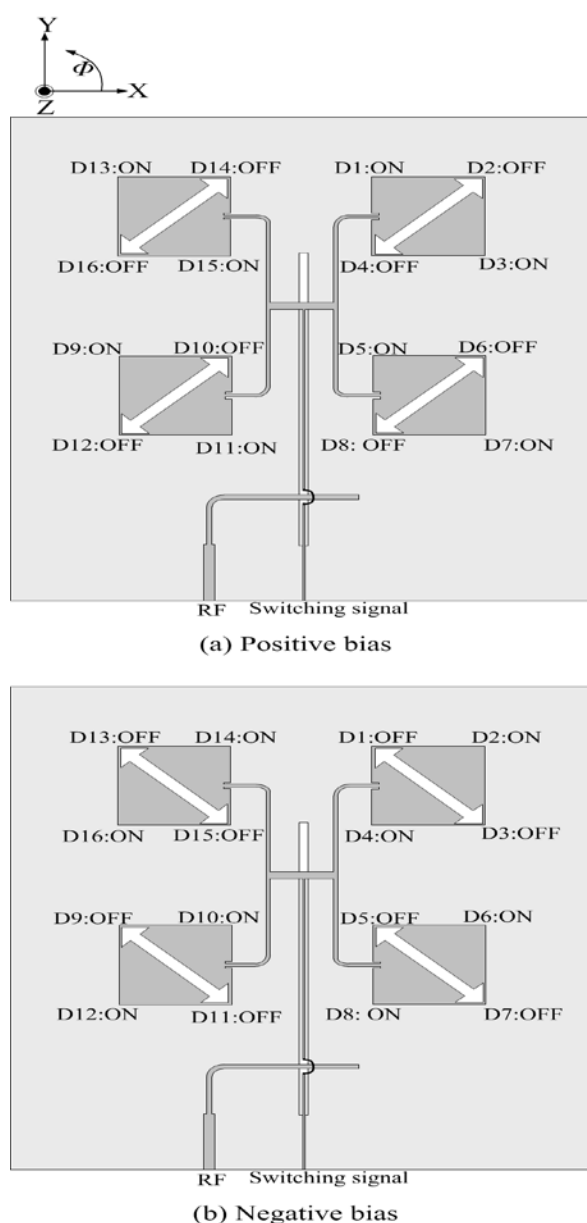 Y
Φ
X
Z
D13:ON D14:OFF D1:ON D2:OFF
D16:OFF D15:ON D4:OFF D3:ON
D9:ON D10:OFF D5:ON D6:OFF
D12:OFF D11:ON D8: OFF D7:ON
RF Switching signal
(a) Positive bias
D13:OFF D14:ON D1:OFF D2:ON
D16:ON D15:OFF D4:ON D3:OFF
D9:OFF D10:ON D5:OFF D6:ON
D12:ON D11:OFF D8: ON D7:OFF
RF Switching signal
(b) Negative bias